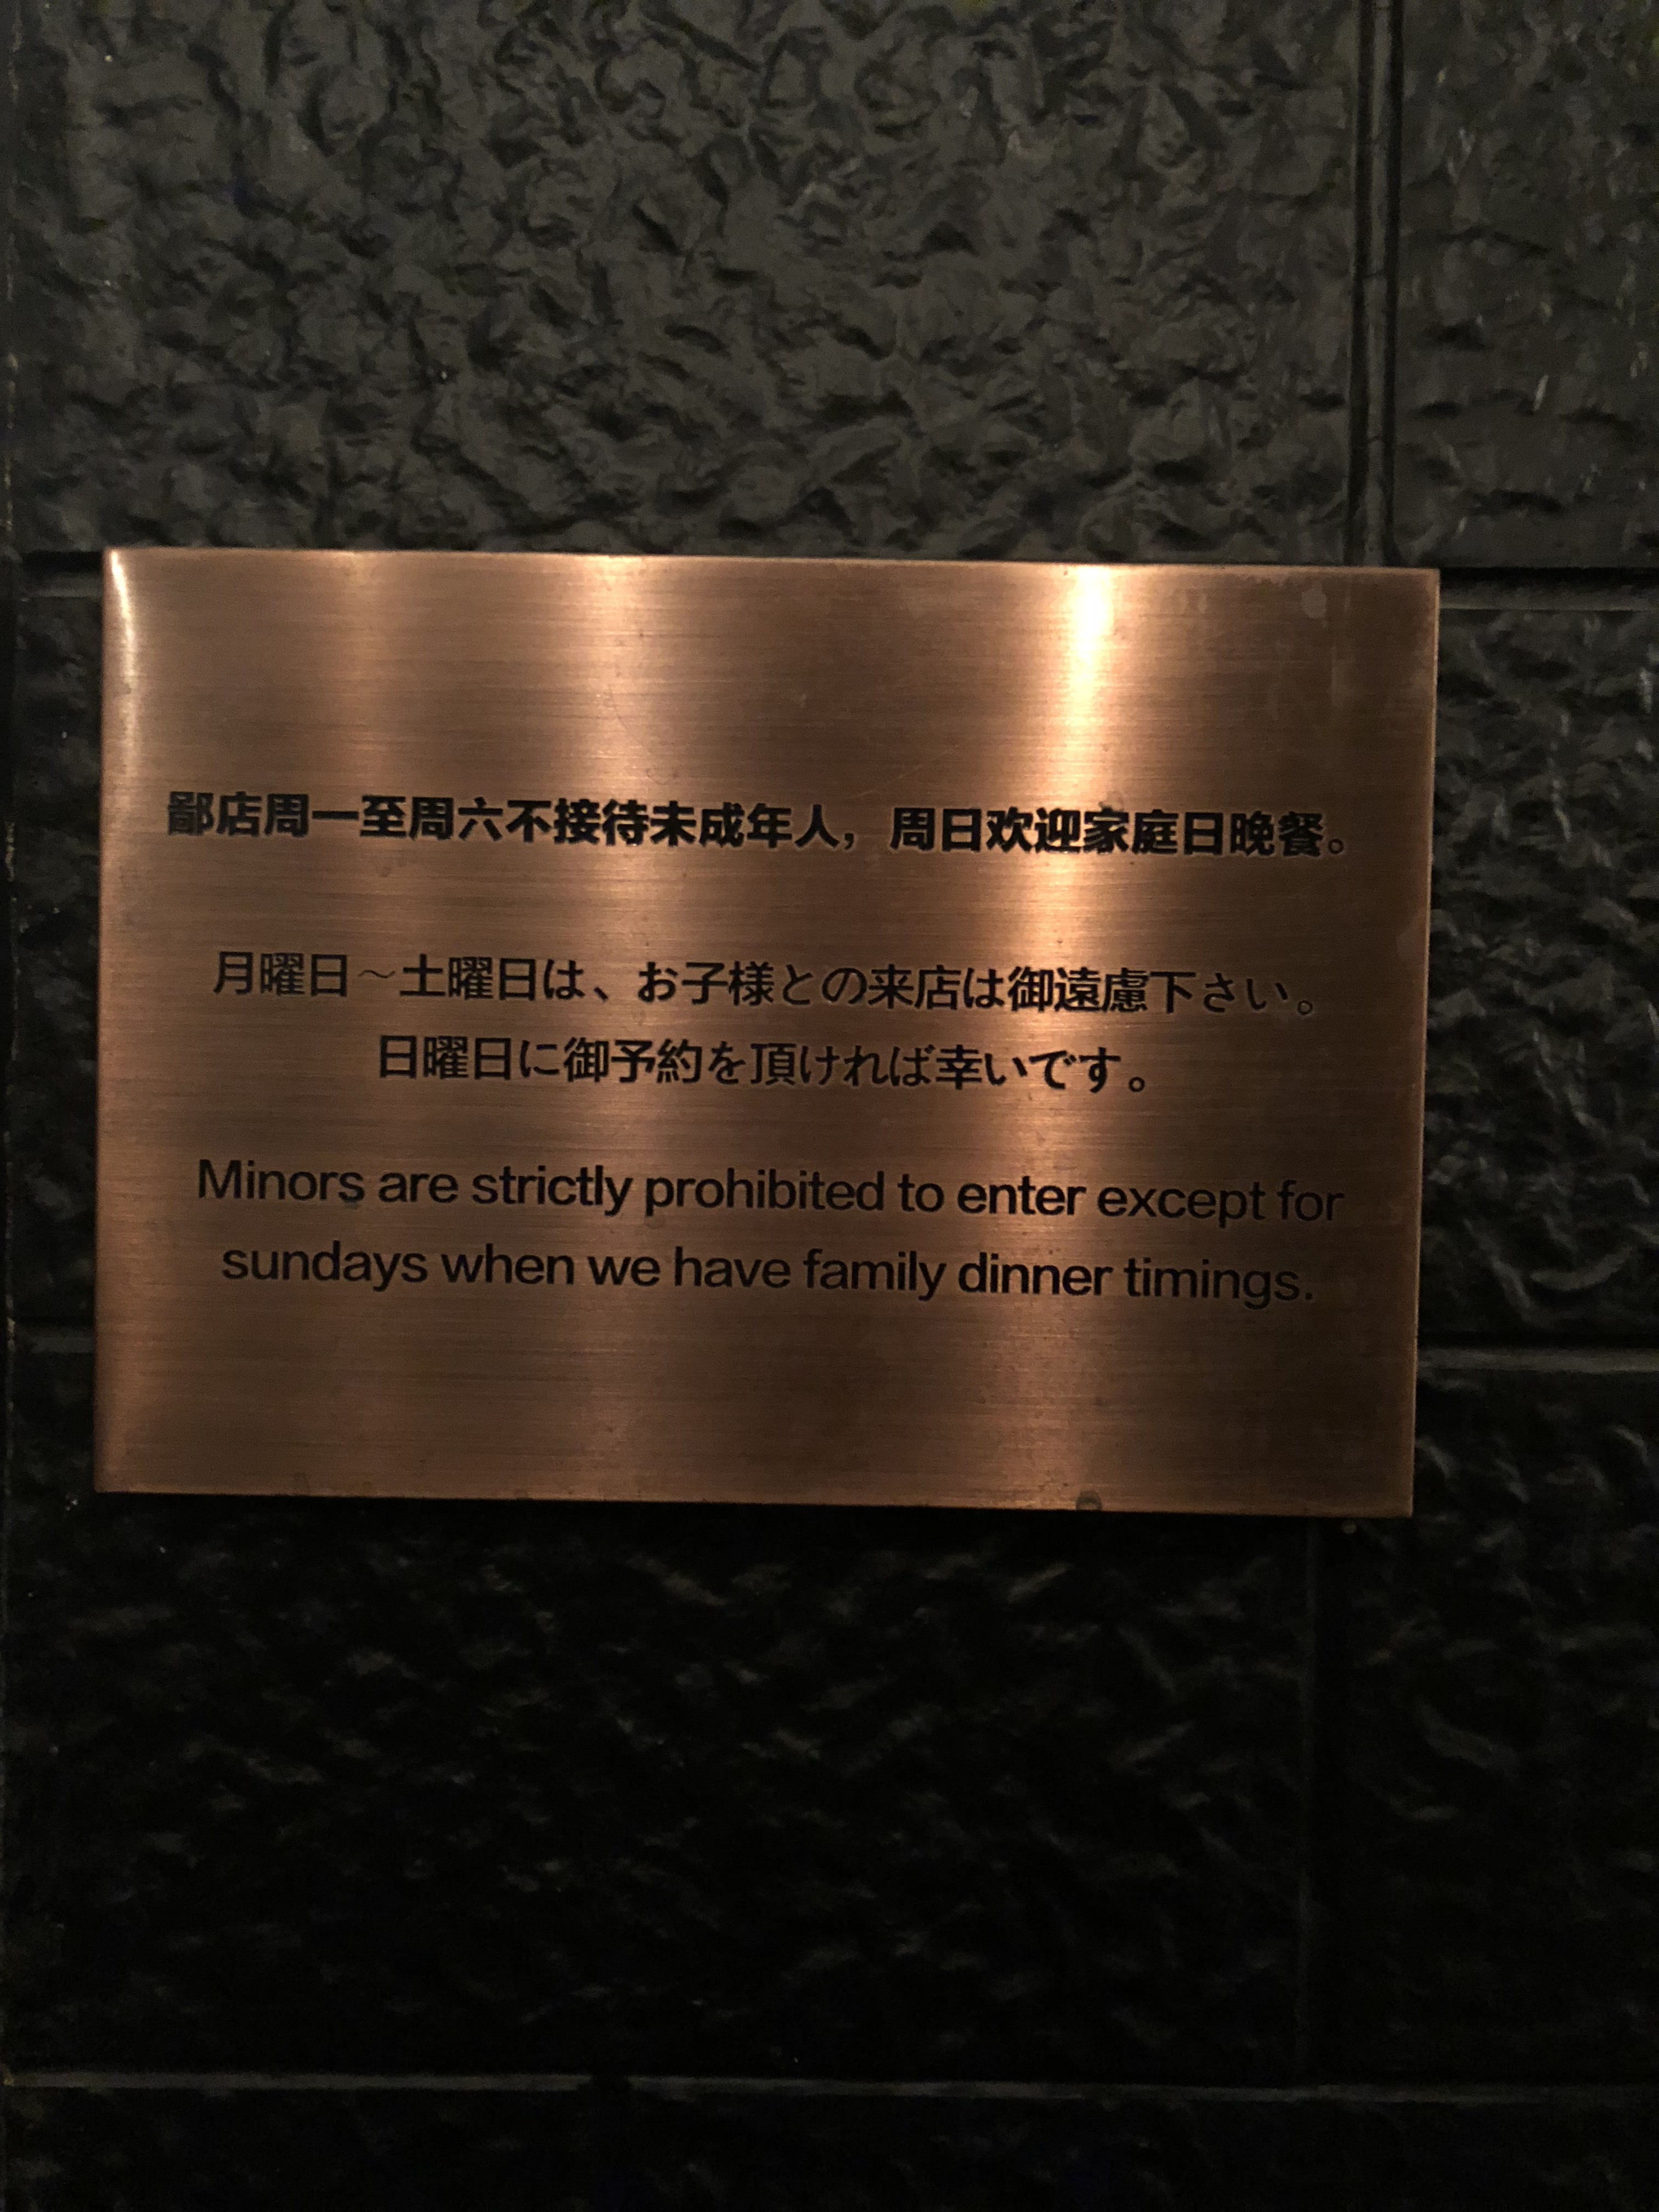 鄙店周一至周六不接待未成年人，周日欢迎家庭日晚餐。
月曜日～土曜日は、お子様との来店は御遠慮下さい。
日曜日に御予約を頂ければ幸いです。
Minors are strictly prohibited to enter except for
sundays when we have family dinner timings.